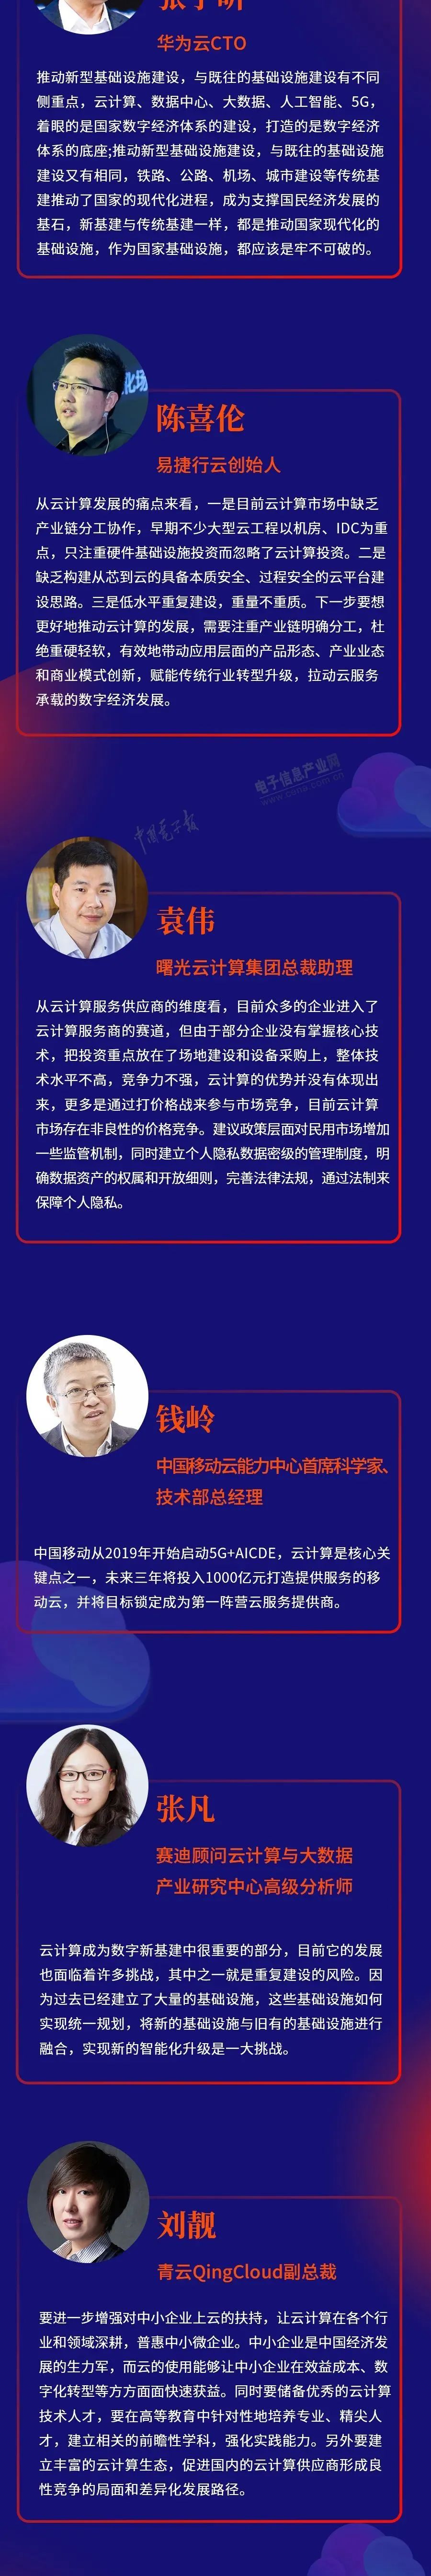 华为云CTO
推动新型基础设施建设，与既往的基础设施建设有不同
侧重点，云计算、数据中心、大数据、人工智能、5G，
着眼的是国家数字经济体系的建设，打造的是数字经济
体系的底座;推动新型基础设施建设，与既往的基础设施
建设又有相同，铁路、公路、机场、城市建设等传统基
建推动了国家的现代化进程，成为支撑国民经济发展的
基石，新基建与传统基建一样，都是推动国家现代化的
基础设施，作为国家基础设施，都应该是牢不可破的。
化场
陈喜伦
易捷行云创始人
从云计算发展的痛点来看，一是目前云计算市场中缺乏
产业链分工协作，早期不少大型云工程以机房、IDC为重
点，只注重硬件基础设施投资而忽略了云计算投资。二是
缺乏构建从芯到云的具备本质安全、过程安全的云平台建
设思路。三是低水平重复建设，重量不重质。下一步要想
更好地推动云计算的发展，需要注重产业链明确分工，杜
绝重硬轻软，有效地带动应用层面的产品形态、产业业态
和商业模式创新，赋能传统行业转型升级，拉动云服务
承载的数字经济发展。
电子信息产业网
www.cena.com.cn
中国电子报
袁伟
曙光云计算集团总裁助理
从云计算服务供应商的维度看，目前众多的企业进入了
云计算服务商的赛道，但由于部分企业没有掌握核心技
术，把投资重点放在了场地建设和设备采购上，整体技
术水平不高，竞争力不强，云计算的优势并没有体现出
来，更多是通过打价格战来参与市场竞争，目前云计算
市场存在非良性的价格竞争。建议政策层面对民用市场增加
一些监管机制，同时建立个人隐私数据密级的管理制度，明
确数据资产的权属和开放细则，完善法律法规，通过法制来
保障个人隐私。
钱岭
中国移动云能力中心首席科学家、
技术部总经理
中国移动从2019年开始启动5G+AICDE，云计算是核心关
键点之一，未来三年将投入1000亿元打造提供服务的移
动云，并将目标锁定成为第一阵营云服务提供商。
张凡
赛迪顾问云计算与大数据
产业研究中心高级分析师
云计算成为数字新基建中很重要的部分，目前它的发展
也面临着许多挑战，其中之一就是重复建设的风险。因
为过去已经建立了大量的基础设施，这些基础设施如何
实现统一规划，将新的基础设施与旧有的基础设施进行
融合，实现新的智能化升级是一大挑战。
刘靓
青云QingCloud副总裁
要进一步增强对中小企业上云的扶持，让云计算在各个行
业和领域深耕，普惠中小微企业。中小企业是中国经济发
展的生力军，而云的使用能够让中小企业在效益成本、数
字化转型等方方面面快速获益。同时要储备优秀的云计算
技术人才，要在高等教育中针对性地培养专业、精尖人
才，建立相关的前瞻性学科，强化实践能力。另外要建
立丰富的云计算生态，促进国内的云计算供应商形成良
性竞争的局面和差异化发展路径。